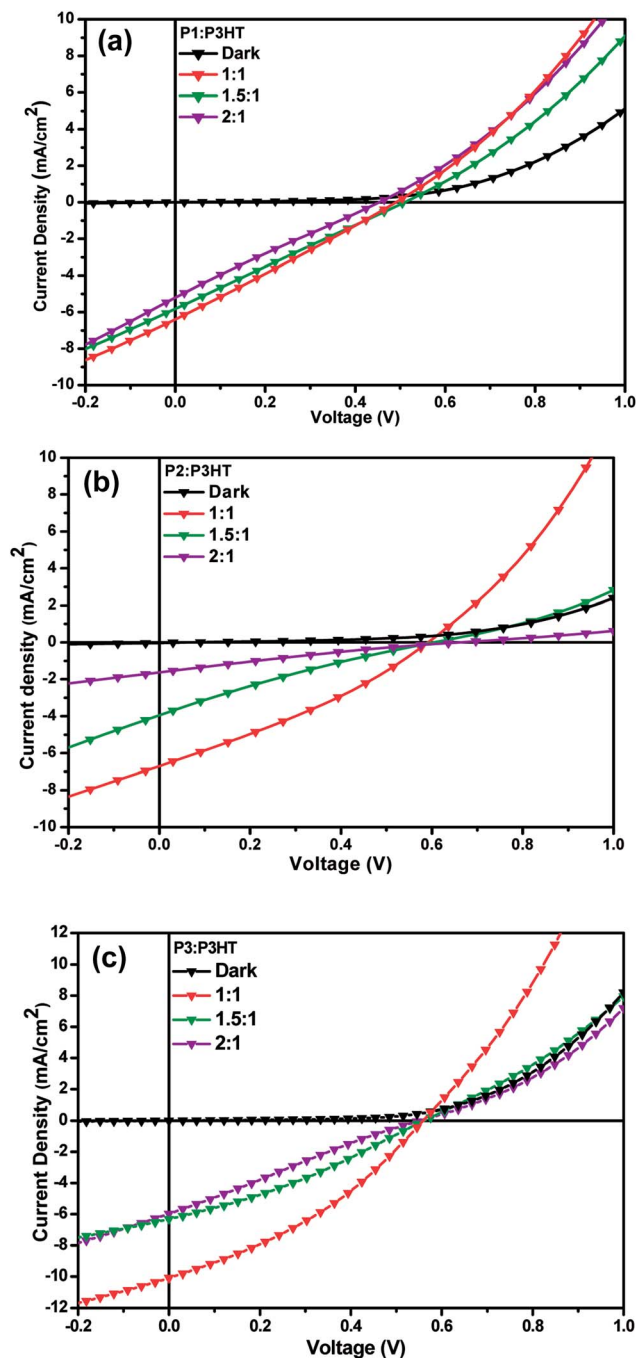 (a)
P1:P3HT
Dark
1:1
1.5:1
2:1
Current Density (mA/cm²)
10
8
6
4
2
0
-2
-4
-6
-8
-10
-0.2 0.0 0.2 0.4 0.6 0.8 1.0
Voltage (V)
(b)
P2:P3HT
Dark
1:1
1.5:1
2:1
Current density (mA/cm²)
10
8
6
4
2
0
-2
-4
-6
-8
-10
-0.2 0.0 0.2 0.4 0.6 0.8 1.0
Voltage (V)
(c)
P3:P3HT
Dark
1:1
1.5:1
2:1
Current Density (mA/cm²)
12
10
8
6
4
2
0
-2
-4
-6
-8
-10
-12
-0.2 0.0 0.2 0.4 0.6 0.8 1.0
Voltage (V)